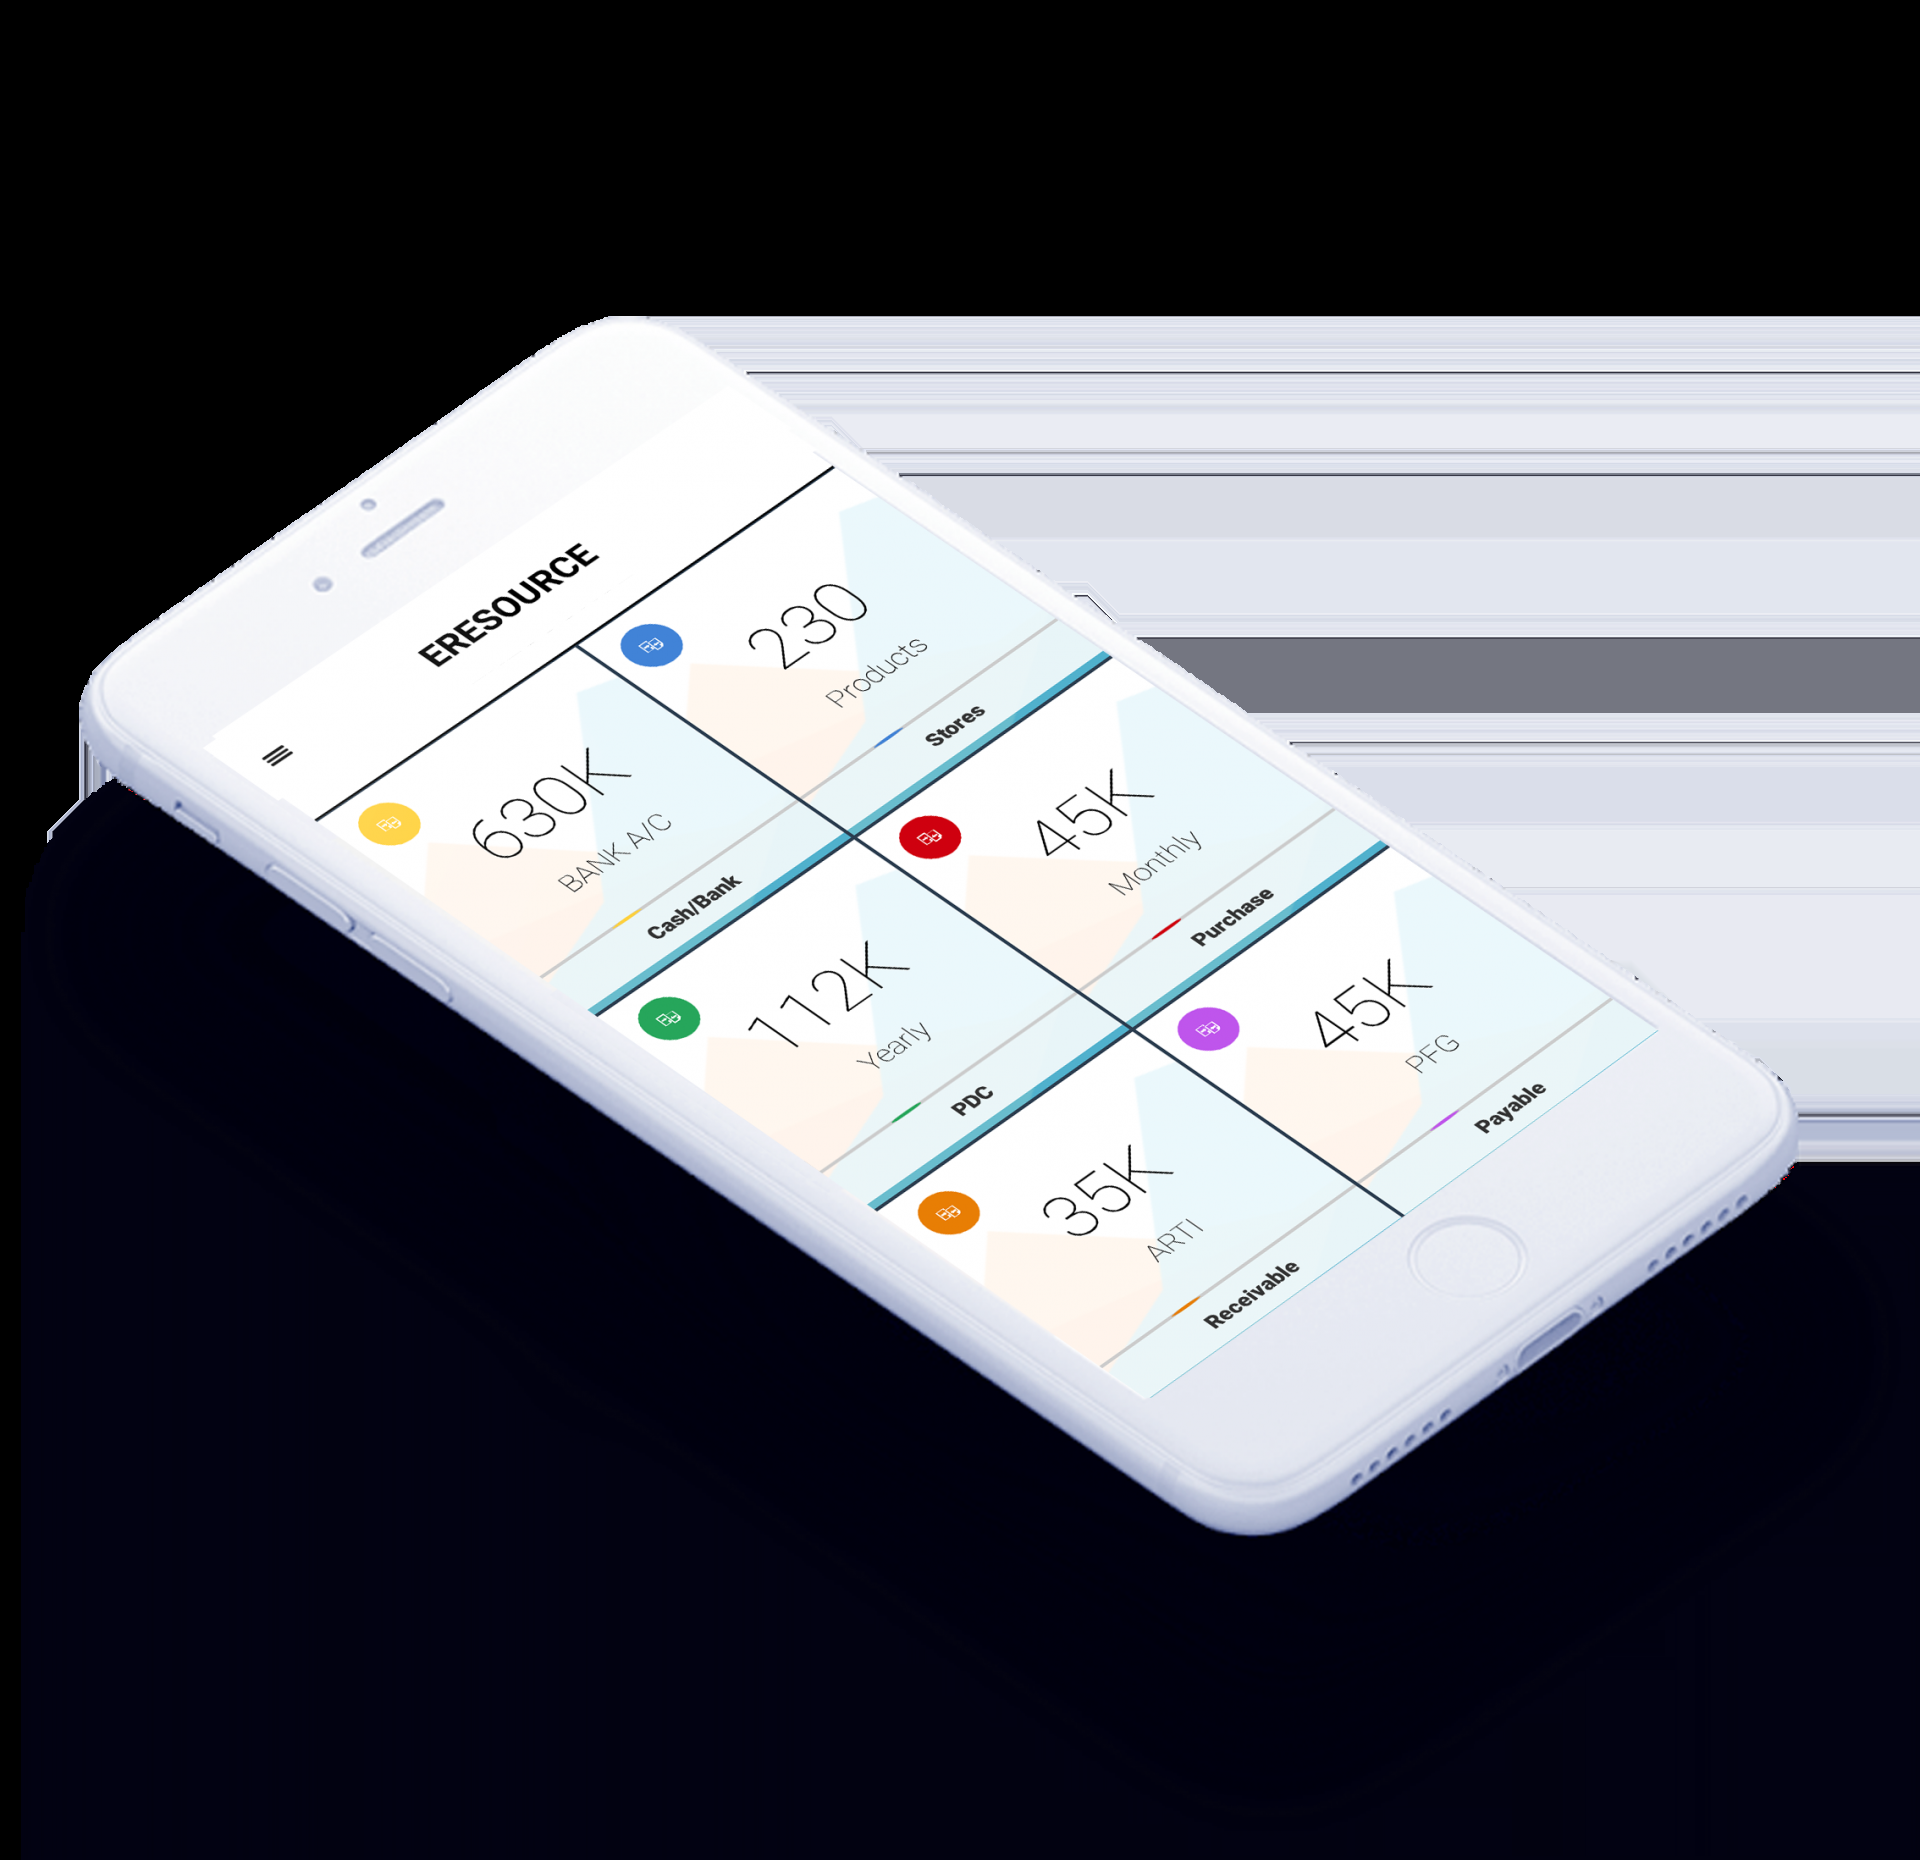 ERESOURCE
630K
BANK A/C
Cash/Bank
230
Products
Stores
112K
Yearly
PDC
45K
Monthly
Purchase
35K
ARTI
Receivable
45K
PFG
Payable